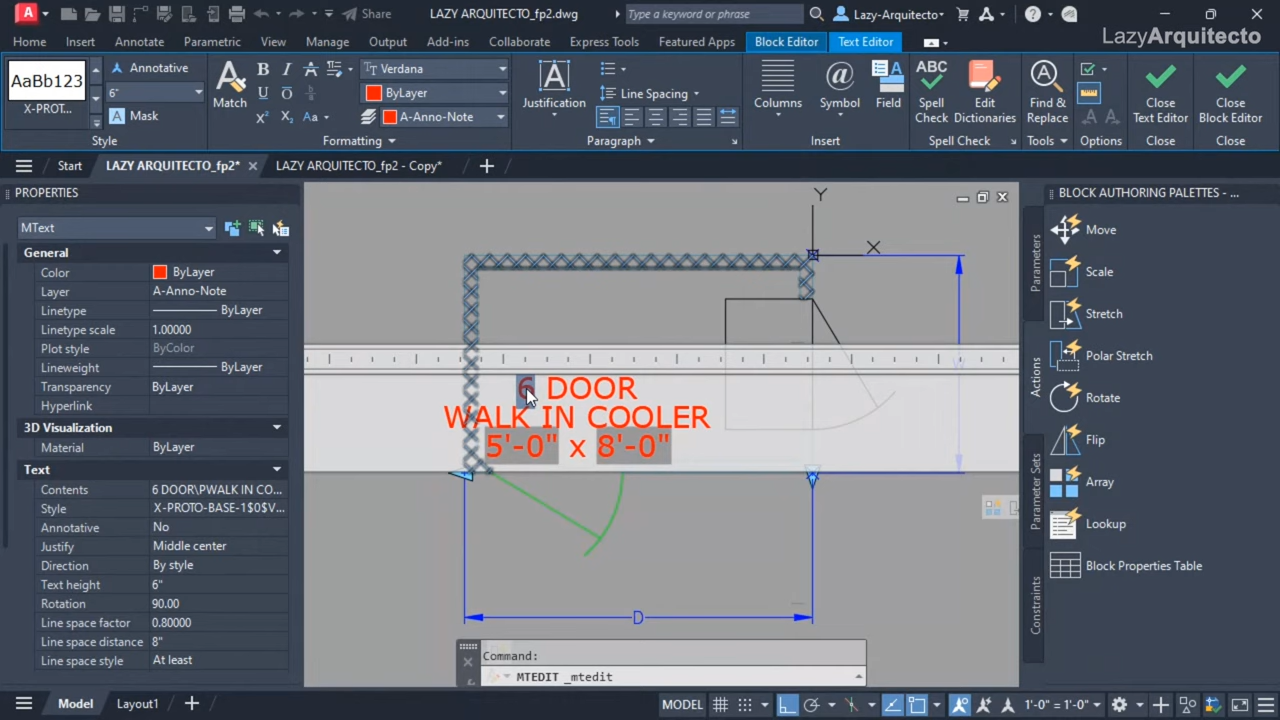 Share
LAZY ARQUITECTO_fp2.dwg
Type a keyword or phrase
Lazy-Arquitecto
LazyArquitecto
Home
Insert
Annotate
Parametric
View
Manage
Output
Add-ins
Collaborate
Express Tools
Featured Apps
Block Editor
Text Editor
AaBb123
X-PROT...
Annotative
6"
Mask
Style
Match
Verdana
ByLayer
A-Anno-Note
Formatting
Justification
Line Spacing
Paragraph
Columns
Symbol
Field
Insert
ABC
Spell Check
Edit Dictionaries
Spell Check
Find & Replace
Tools
Options
Close Text Editor
Close Block Editor
Close
Close
Start
LAZY ARQUITECTO_fp2*
LAZY ARQUITECTO_fp2 - Copy*
PROPERTIES
MText
General
Color ByLayer
Layer A-Anno-Note
Linetype ByLayer
Linetype scale 1.00000
Plot style ByColor
Lineweight ByLayer
Transparency ByLayer
Hyperlink
3D Visualization
Material ByLayer
Text
Contents 6 DOOR\PWALK IN CO...
Style X-PROTO-BASE-1$0$V...
Annotative No
Justify Middle center
Direction By style
Text height 6"
Rotation 90.00
Line space factor 0.80000
Line space distance 8"
Line space style At least
Y
X
6 DOOR
WALK IN COOLER
5'-0" x 8'-0"
D
Command:
MTEDIT _mtedit
BLOCK AUTHORING PALETTES - ...
Parameters
Actions
Parameter Sets
Constraints
Move
Scale
Stretch
Polar Stretch
Rotate
Flip
Array
Lookup
Block Properties Table
Model
Layout1
MODEL
1'-0" = 1'-0"